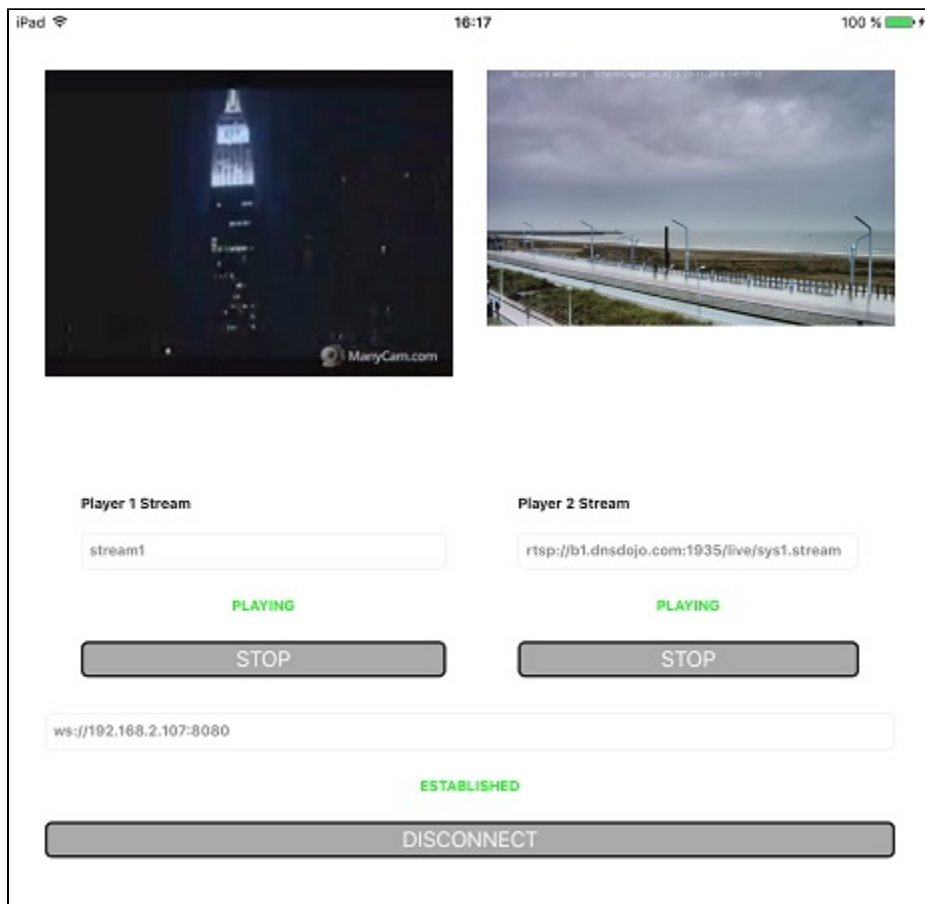 iPad 16:17 100 %
ManyCam.com
Player 1 Stream Player 2 Stream
stream1 rtsp://b1.dnsdojo.com:1935/live/sys1.stream
PLAYING PLAYING
STOP STOP
ws://192.168.2.107:8080
ESTABLISHED
DISCONNECT